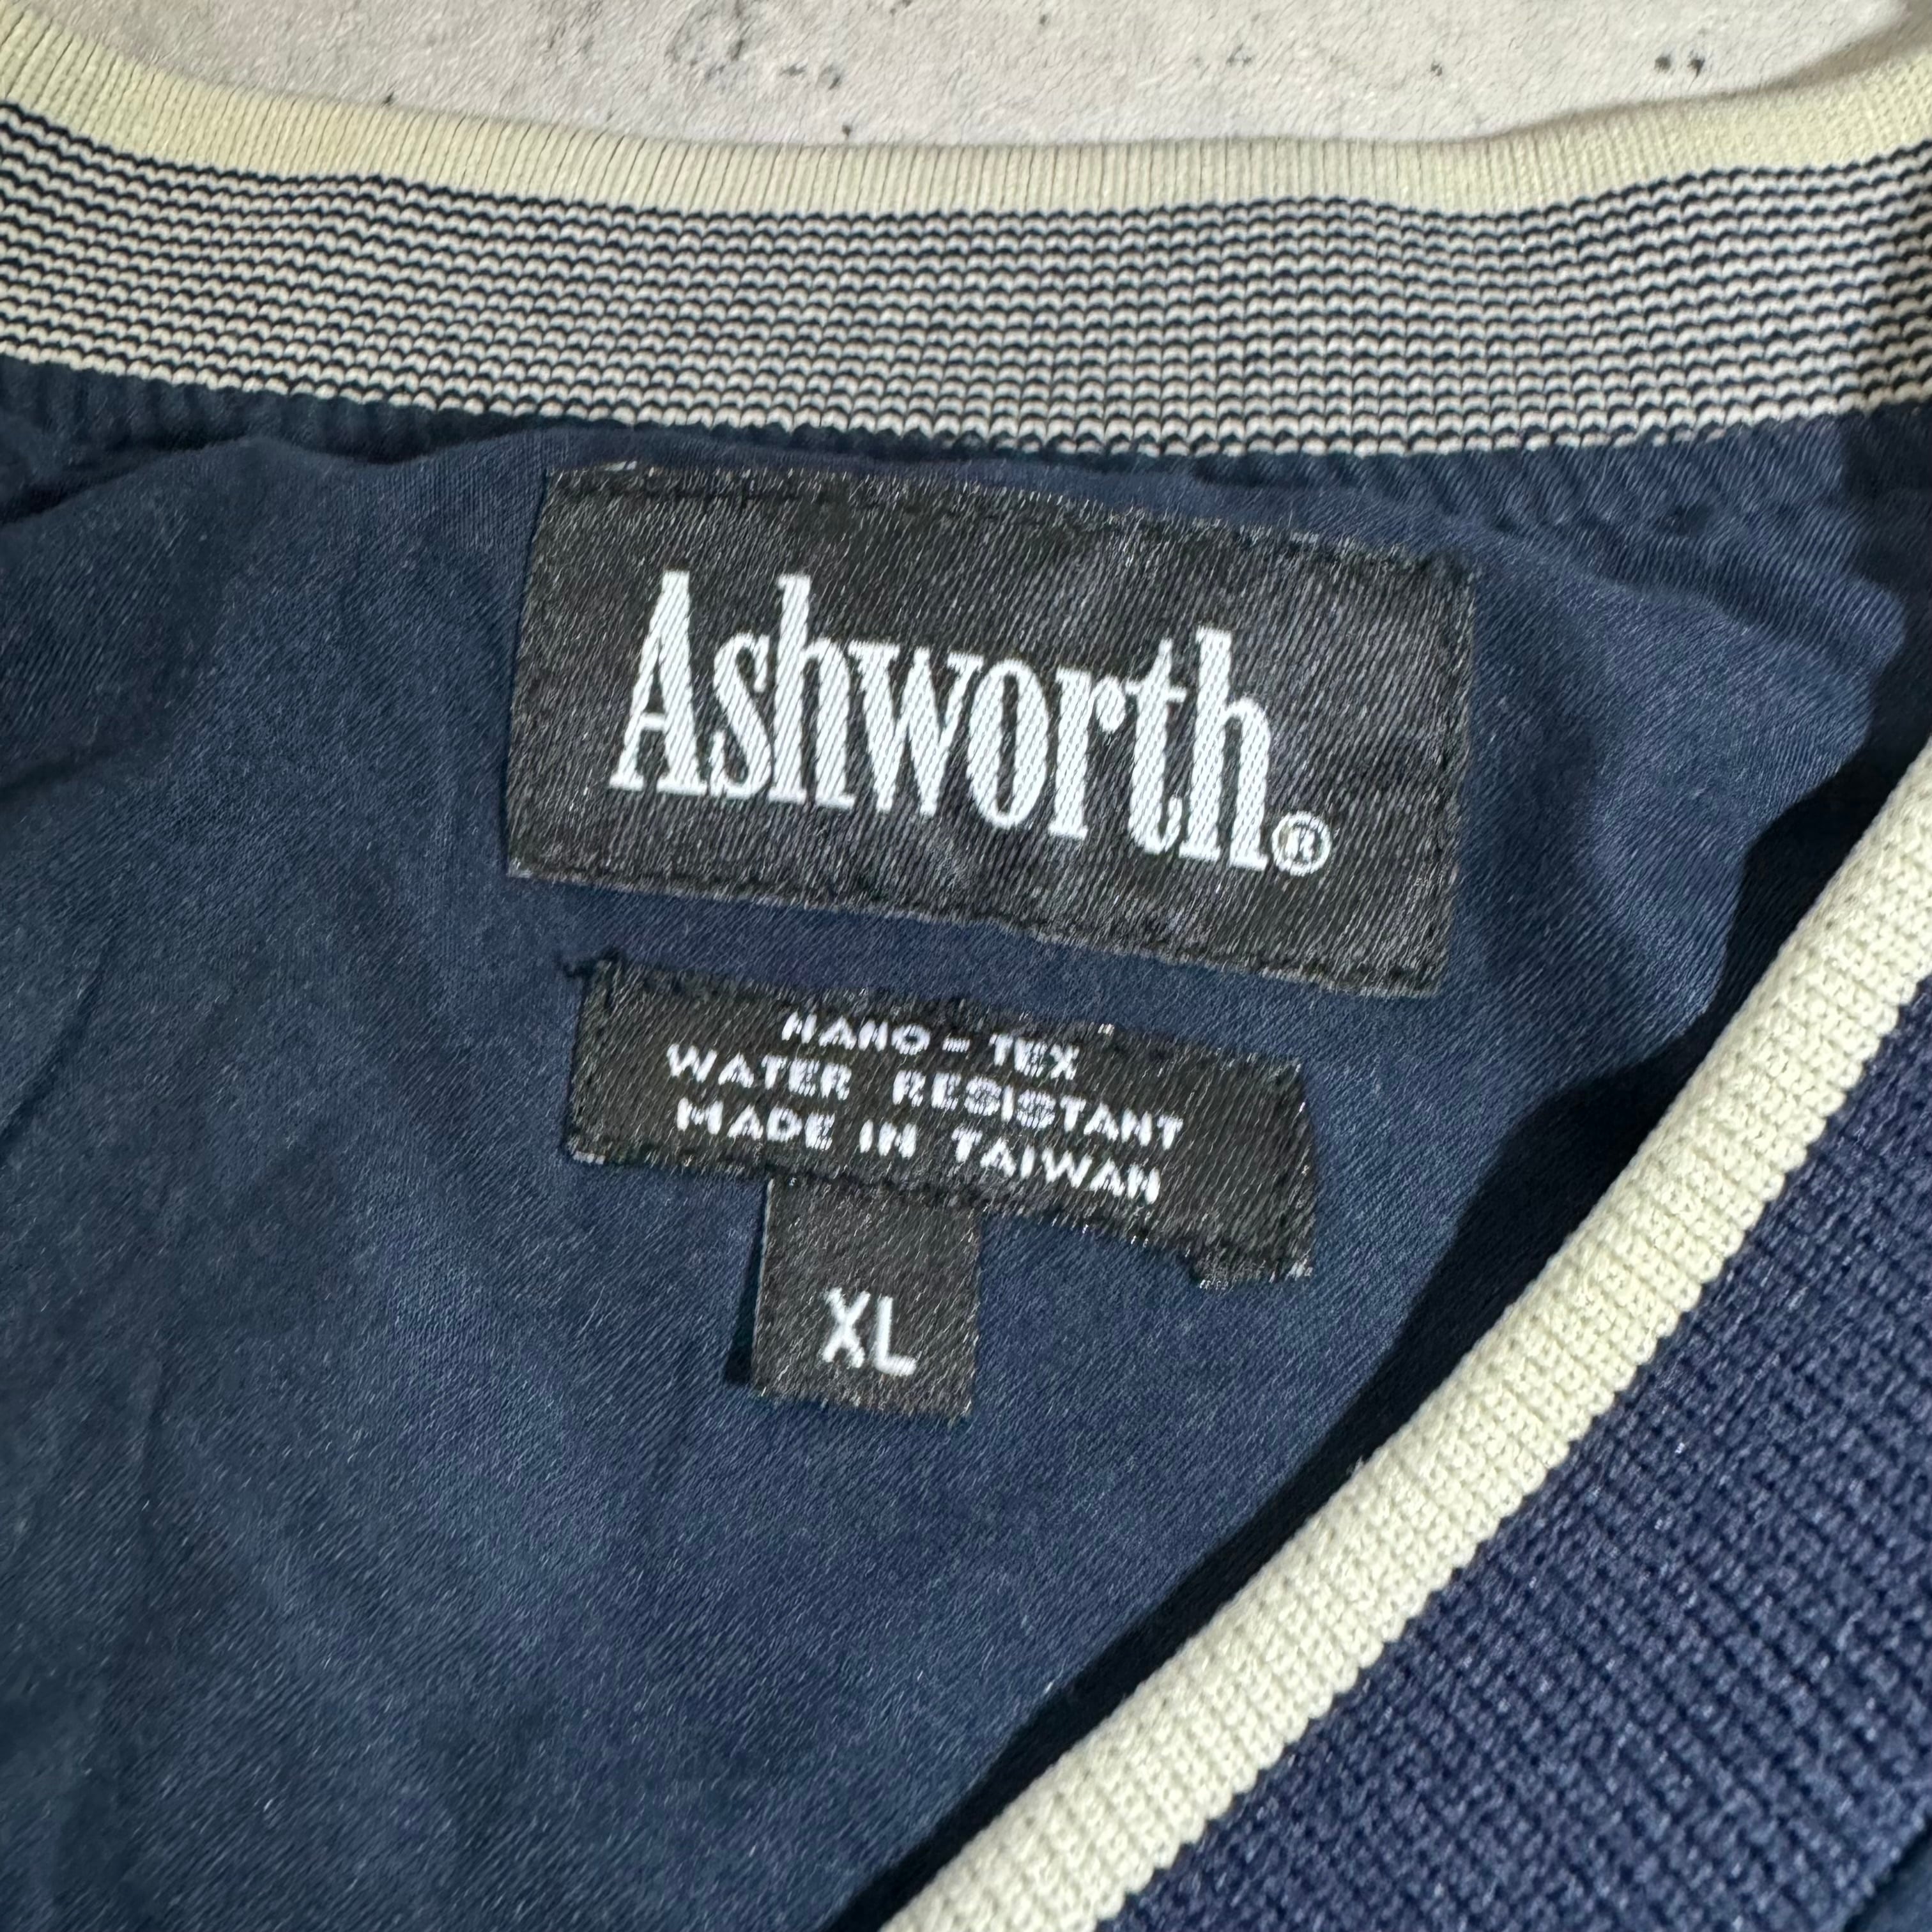 Ashworth®
NANO-TEX
WATER RESISTANT
MADE IN TAIWAN
XL